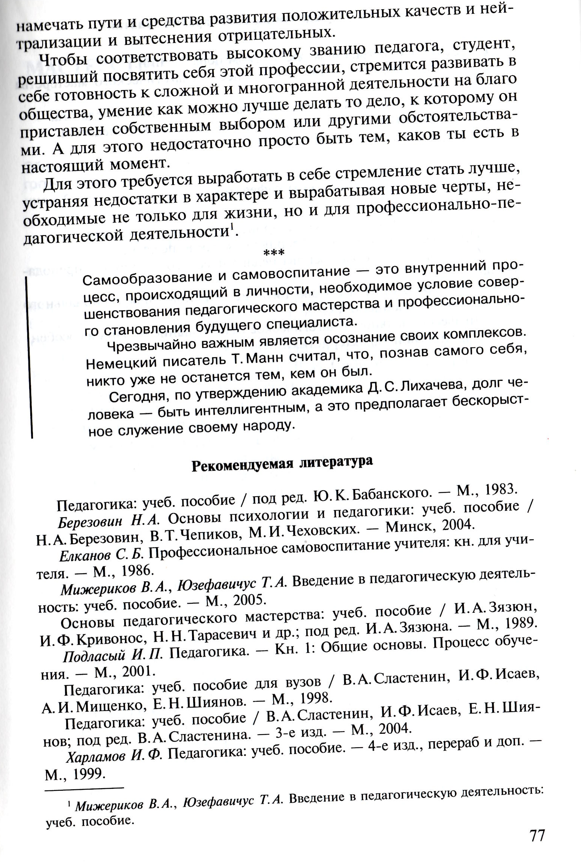 намечать пути и средства развития положительных качеств и ней-
трализации и вытеснения отрицательных.
Чтобы соответствовать высокому званию педагога, студент,
решивший посвятить себя этой профессии, стремится развивать в
себе готовность к сложной и многогранной деятельности на благо
общества, умение как можно лучше делать то дело, к которому он
приставлен собственным выбором или другими обстоятельства-
ми. А для этого недостаточно просто быть тем, каков ты есть в
настоящий момент.
Для этого требуется выработать в себе стремление стать лучше,
устраняя недостатки в характере и вырабатывая новые черты, не-
обходимые не только для жизни, но и для профессионально-пе-
дагогической деятельности¹.
***
Самообразование и самовоспитание — это внутренний про-
цесс, происходящий в личности, необходимое условие совер-
шенствования педагогического мастерства и профессионально-
го становления будущего специалиста.
Чрезвычайно важным является осознание своих комплексов.
Немецкий писатель Т. Манн считал, что, познав самого себя,
никто уже не останется тем, кем он был.
Сегодня, по утверждению академика Д. С. Лихачева, долг че-
ловека — быть интеллигентным, а это предполагает бескорыст-
ное служение своему народу.
Рекомендуемая литература
Педагогика: учеб. пособие / под ред. Ю. К. Бабанского. — М., 1983.
Березовин Н. А. Основы психологии и педагогики: учеб. пособие /
Н. А. Березовин, В. Т. Чепиков, М. И. Чеховских. — Минск, 2004.
Елканов С. Б. Профессиональное самовоспитание учителя: кн. для учи-
теля. — М., 1986.
Мижериков В. А., Юзефавичус Т. А. Введение в педагогическую деятель-
ность: учеб. пособие. — М., 2005.
Основы педагогического мастерства: учеб. пособие / И. А. Зязюн,
И. Ф. Кривонос, Н. Н. Тарасевич и др.; под ред. И. А. Зязюна. — М., 1989.
Подласый И. П. Педагогика. — Кн. 1: Общие основы. Процесс обуче-
ния. — М., 2001.
Педагогика: учеб. пособие для вузов / В. А. Сластенин, И. Ф. Исаев,
А. И. Мищенко, Е. Н. Шиянов. — М., 1998.
Педагогика: учеб. пособие / В. А. Сластенин, И. Ф. Исаев, Е. Н. Шия-
нов; под ред. В. А. Сластенина. — 3-е изд. — М., 2004.
Харламов И. Ф. Педагогика: учеб. пособие. — 4-е изд., перераб и доп. —
М., 1999.
¹ Мижериков В. А., Юзефавичус Т. А. Введение в педагогическую деятельность:
учеб. пособие.
77